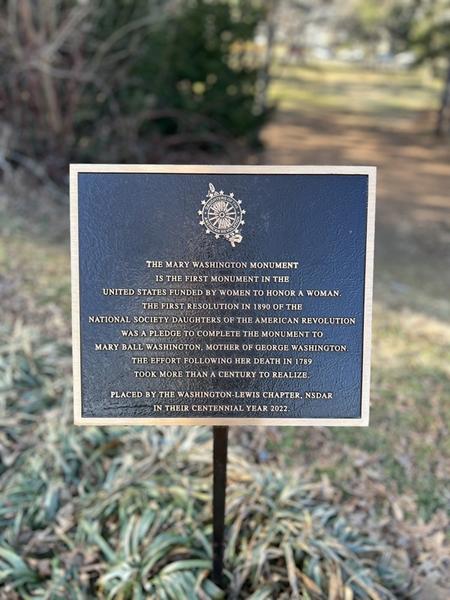 THE MARY WASHINGTON MONUMENT
IS THE FIRST MONUMENT IN THE
UNITED STATES FUNDED BY WOMEN TO HONOR A WOMAN.
THE FIRST RESOLUTION IN 1890 OF THE
NATIONAL SOCIETY DAUGHTERS OF THE AMERICAN REVOLUTION
WAS A PLEDGE TO COMPLETE THE MONUMENT TO
MARY BALL WASHINGTON, MOTHER OF GEORGE WASHINGTON.
THE EFFORT FOLLOWING HER DEATH IN 1789
TOOK MORE THAN A CENTURY TO REALIZE.
PLACED BY THE WASHINGTON-LEWIS CHAPTER, NSDAR
IN THEIR CENTENNIAL YEAR 2022.